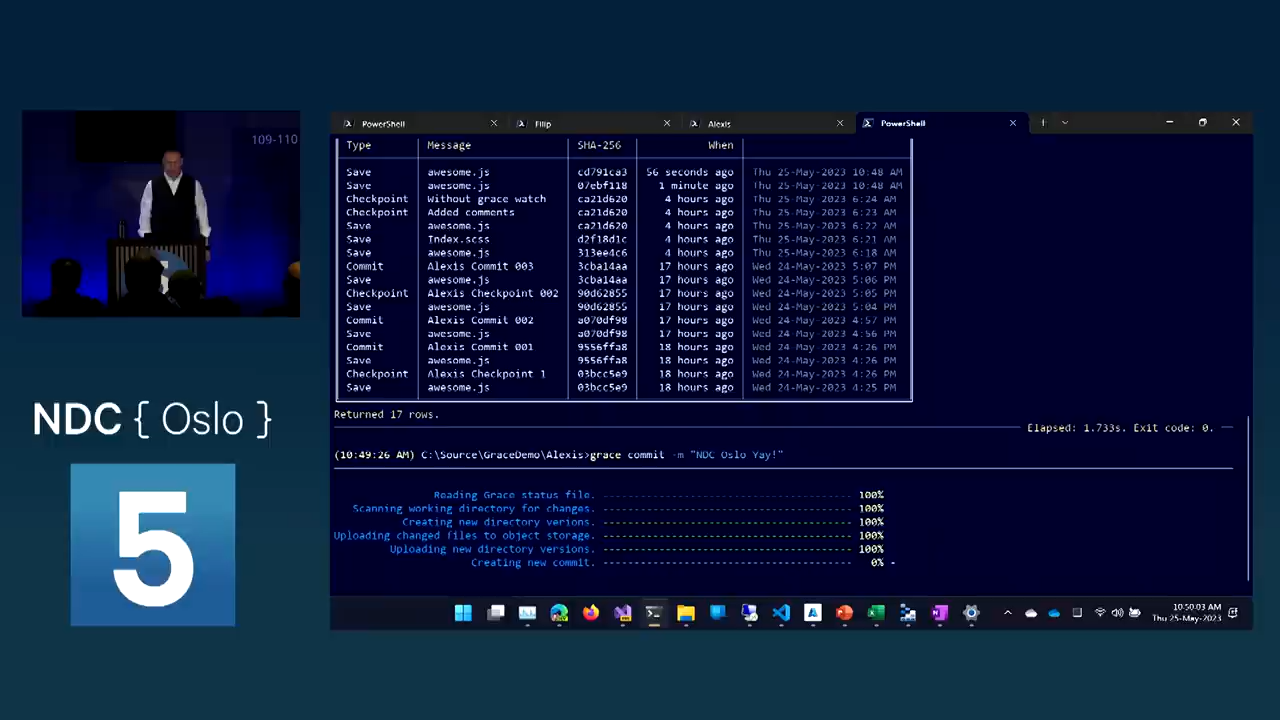 109-110
NDC { Oslo }
5
PowerShell Filip Alexis PowerShell
Type Message SHA-256 When
Save awesome.js cd791ca3 56 seconds ago Thu 25-May-2023 10:48 AM
Save awesome.js 07ebf118 1 minute ago Thu 25-May-2023 10:48 AM
Checkpoint Without grace watch ca21d620 4 hours ago Thu 25-May-2023 6:24 AM
Checkpoint Added comments ca21d620 4 hours ago Thu 25-May-2023 6:23 AM
Save awesome.js ca21d620 4 hours ago Thu 25-May-2023 6:22 AM
Save Index.scss d2f18d1c 4 hours ago Thu 25-May-2023 6:21 AM
Save awesome.js 313ee4c6 4 hours ago Thu 25-May-2023 6:18 AM
Commit Alexis Commit 003 3cba14aa 17 hours ago Wed 24-May-2023 5:07 PM
Save awesome.js 3cba14aa 17 hours ago Wed 24-May-2023 5:06 PM
Checkpoint Alexis Checkpoint 002 90d62855 17 hours ago Wed 24-May-2023 5:05 PM
Save awesome.js 90d62855 17 hours ago Wed 24-May-2023 5:04 PM
Commit Alexis Commit 002 a070df98 17 hours ago Wed 24-May-2023 4:57 PM
Save awesome.js a070df98 17 hours ago Wed 24-May-2023 4:56 PM
Commit Alexis Commit 001 9556ffa8 18 hours ago Wed 24-May-2023 4:26 PM
Save awesome.js 9556ffa8 18 hours ago Wed 24-May-2023 4:26 PM
Checkpoint Alexis Checkpoint 1 03bcc5e9 18 hours ago Wed 24-May-2023 4:26 PM
Save awesome.js 03bcc5e9 18 hours ago Wed 24-May-2023 4:25 PM
Returned 17 rows.
Elapsed: 1.733s. Exit code: 0.
(10:49:26 AM) C:\Source\GraceDemo\Alexis>grace commit -m "NDC Oslo Yay!"
Reading Grace status file. 100%
Scanning working directory for changes. 100%
Creating new directory verions. 100%
Uploading changed files to object storage. 100%
Uploading new directory versions. 100%
Creating new commit. 0% -
10:50:03 AM
Thu 25-May-2023